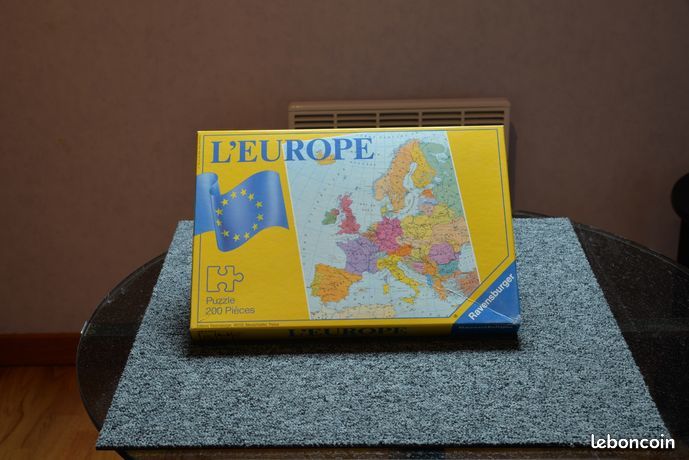 L'EUROPE
Puzzle
200 Pièces
Ravensburger
L'EUROPE
leboncoin